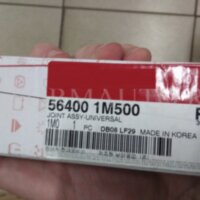 56400 1M500
JOINT ASSY-UNIVERSAL
1M0 1 PC DB08 LF29 MADE IN KOREA